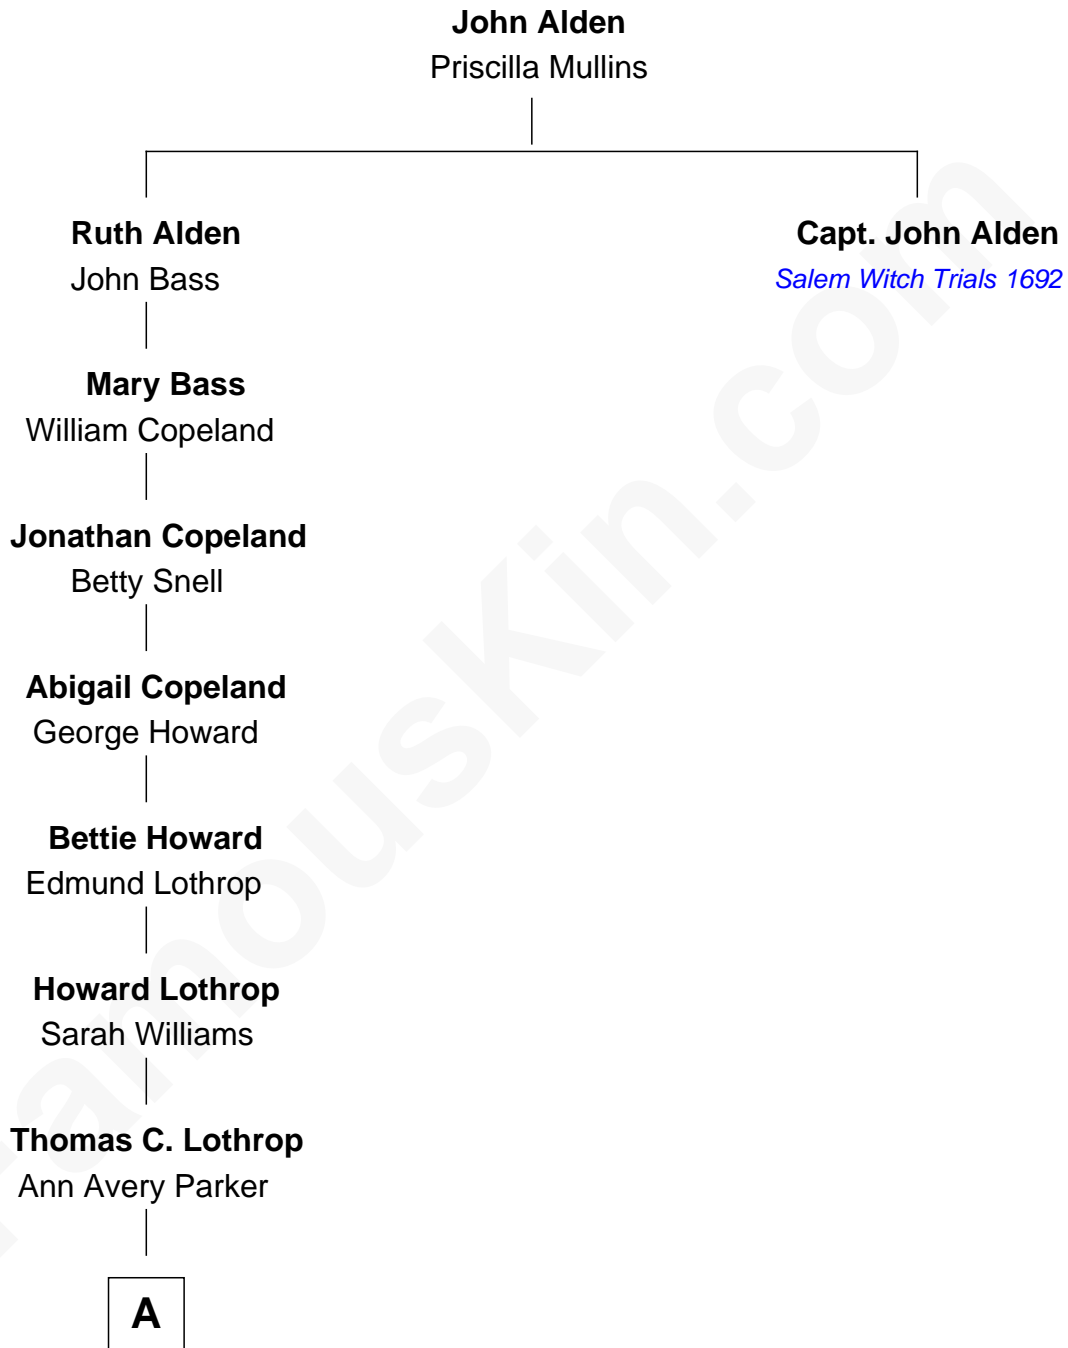 John Alden
Priscilla Mullins
Ruth Alden
John Bass
Capt. John Alden
Salem Witch Trials 1692
Mary Bass
William Copeland
Jonathan Copeland
Betty Snell
Abigail Copeland
George Howard
Bettie Howard
Edmund Lothrop
Howard Lothrop
Sarah Williams
Thomas C. Lothrop
Ann Avery Parker
A
FamousKin.com